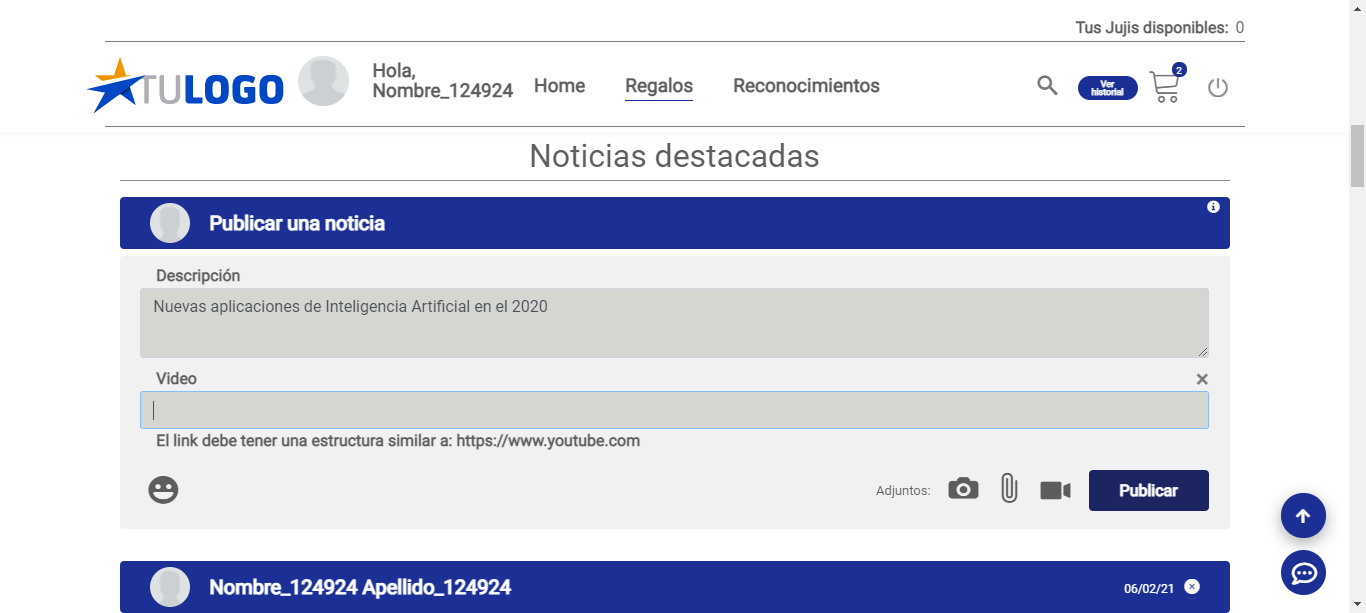 Tus Jujis disponibles: 0
TULOGO
Hola,
Nombre_124924
Home
Regalos
Reconocimientos
Ver
historial
2
Noticias destacadas
Publicar una noticia
Descripción
Nuevas aplicaciones de Inteligencia Artificial en el 2020
Video
El link debe tener una estructura similar a: https://www.youtube.com
Adjuntos:
Publicar
Nombre_124924 Apellido_124924
06/02/21